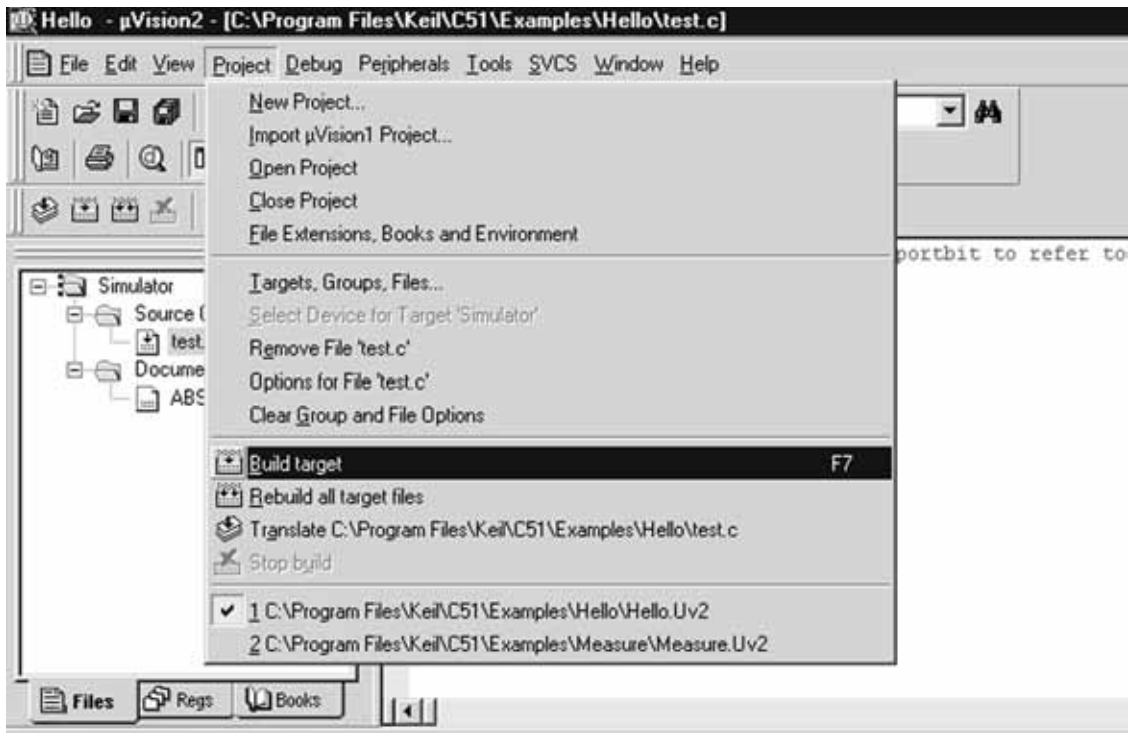 Hello - µVision2 - [C:\Program Files\Keil\C51\Examples\Hello\test.c]
File Edit View Project Debug Peripherals Tools SVCS Window Help
New Project...
Import µVision1 Project...
Open Project
Close Project
File Extensions, Books and Environment
portbit to refer to
Simulator
Source
test.
Targets, Groups, Files...
Select Device for Target 'Simulator'
Remove File 'test.c'
Options for File 'test.c'
Clear Group and File Options
Docume
ABS
Build target F7
Rebuild all target files
Translate C:\Program Files\Keil\C51\Examples\Hello\test.c
Stop build
1 C:\Program Files\Keil\C51\Examples\Hello\Hello.Uv2
2 C:\Program Files\Keil\C51\Examples\Measure\Measure.Uv2
Files Regs Books